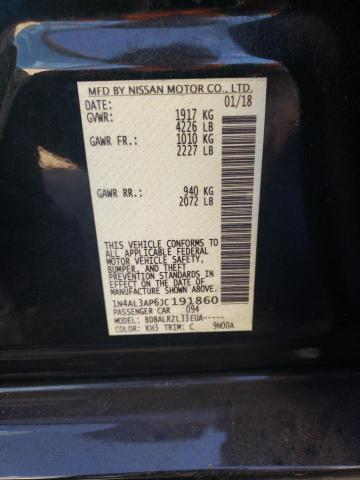 MFD BY NISSAN MOTOR CO., LTD.
DATE: 01/18
GVWR: 1917 KG
4226 LB
GAWR FR.: 1010 KG
2227 LB
GAWR RR.: 940 KG
2072 LB
THIS VEHICLE CONFORMS TO
ALL APPLICABLE FEDERAL
MOTOR VEHICLE SAFETY,
BUMPER, AND THEFT
PREVENTION STANDARDS IN
EFFECT ON THE DATE OF
MANUFACTURE SHOWN ABOVE.
1N4AL3AP6JC191860
PASSENGER CAR 094
MODEL: BDBALRZL33EUA-----
COLOR: KH3 TRIM: C 9N00A